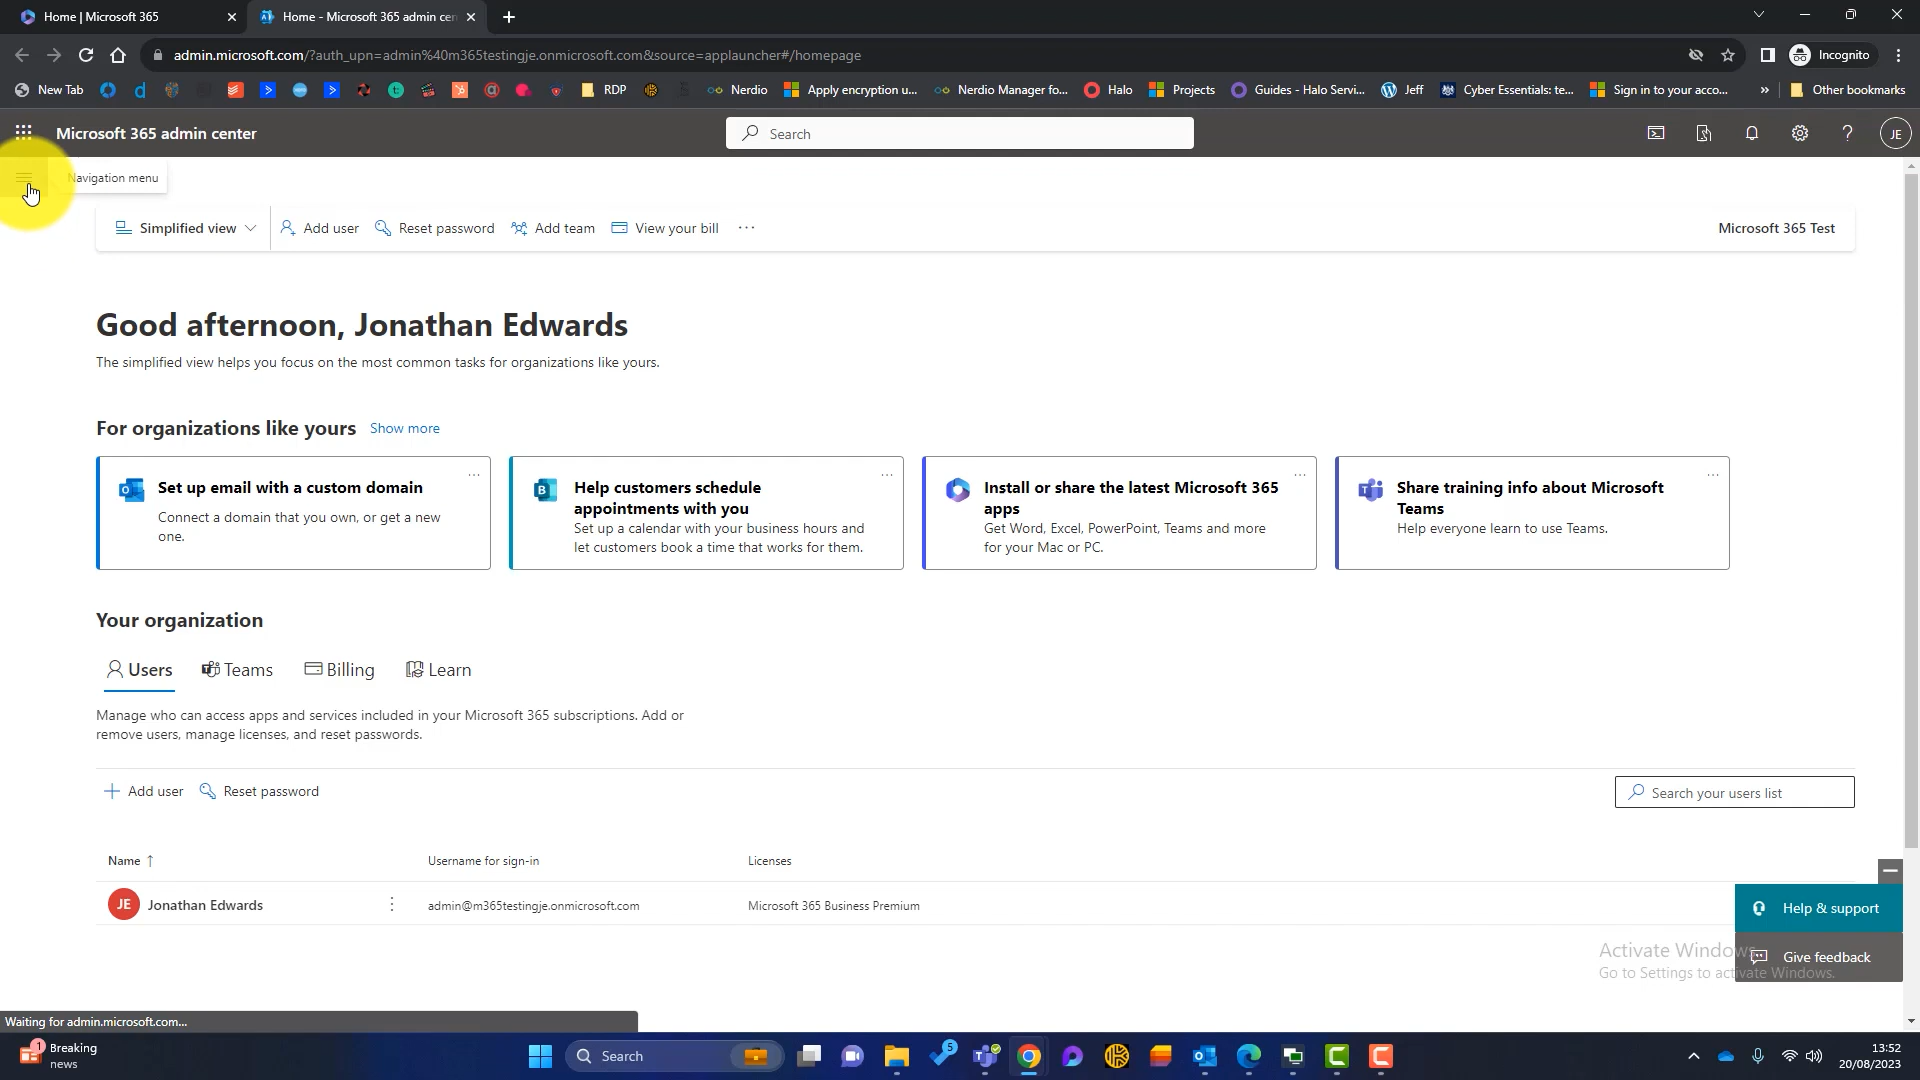 Home | Microsoft 365
Home - Microsoft 365 admin cen
admin.microsoft.com/?auth_upn=admin%40m365testingje.onmicrosoft.com&source=applauncher#/homepage
Incognito
New Tab
RDP
Nerdio
Apply encryption u...
Nerdio Manager fo...
Halo
Projects
Guides - Halo Servi...
Jeff
Cyber Essentials: te...
Sign in to your acco...
Other bookmarks
Microsoft 365 admin center
Search
JE
Navigation menu
Simplified view
Add user
Reset password
Add team
View your bill
Microsoft 365 Test
Good afternoon, Jonathan Edwards
The simplified view helps you focus on the most common tasks for organizations like yours.
For organizations like yours
Show more
Set up email with a custom domain
Connect a domain that you own, or get a new
one.
Help customers schedule
appointments with you
Set up a calendar with your business hours and
let customers book a time that works for them.
Install or share the latest Microsoft 365
apps
Get Word, Excel, PowerPoint, Teams and more
for your Mac or PC.
Share training info about Microsoft
Teams
Help everyone learn to use Teams.
Your organization
Users
Teams
Billing
Learn
Manage who can access apps and services included in your Microsoft 365 subscriptions. Add or
remove users, manage licenses, and reset passwords.
Add user
Reset password
Search your users list
Name ↑
Username for sign-in
Licenses
JE
Jonathan Edwards
admin@m365testingje.onmicrosoft.com
Microsoft 365 Business Premium
Help & support
Activate Windows
Give feedback
Go to Settings to activate Windows.
Waiting for admin.microsoft.com...
1
Breaking
news
Search
5
13:52
20/08/2023